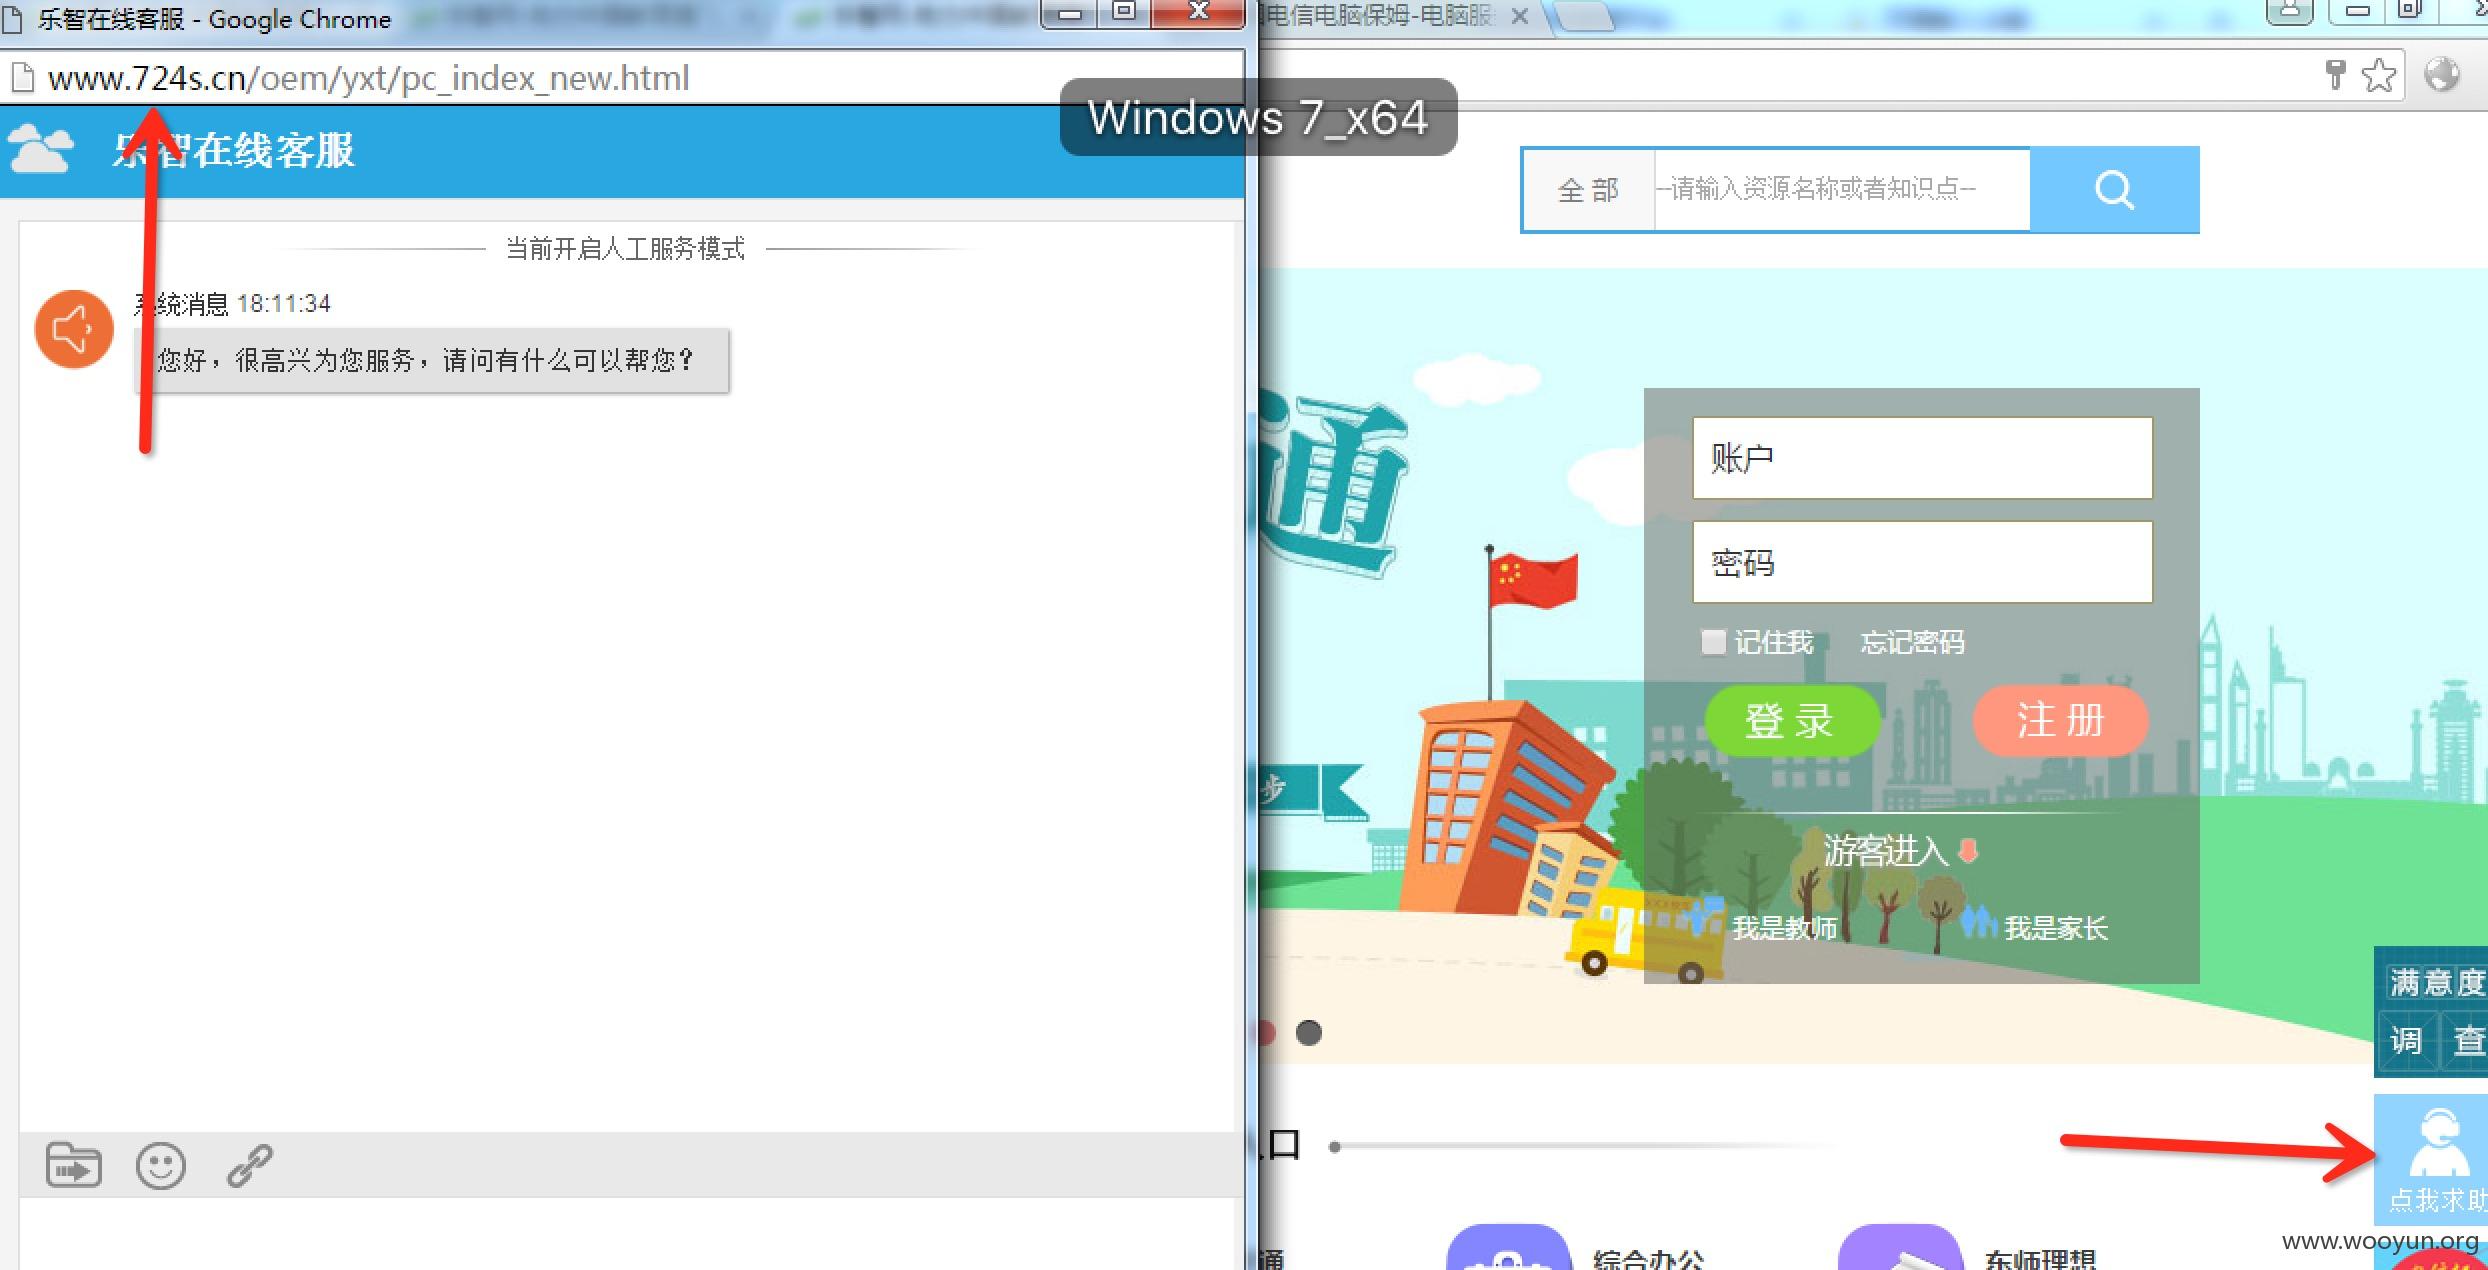 乐智在线客服 - Google Chrome
电信电脑保姆-电脑服
www.724s.cn/oem/yxt/pc_index_new.html
Windows 7_x64
乐智在线客服
全 部
--请输入资源名称或者知识点--
当前开启人工服务模式
系统消息 18:11:34
您好，很高兴为您服务，请问有什么可以帮您？
通
账户
密码
记住我
忘记密码
登 录
注 册
步
游客进入
我是教师
我是家长
满意度
调 查
口
点我求助
通
综合办公
东师理想
www.wooyun.org